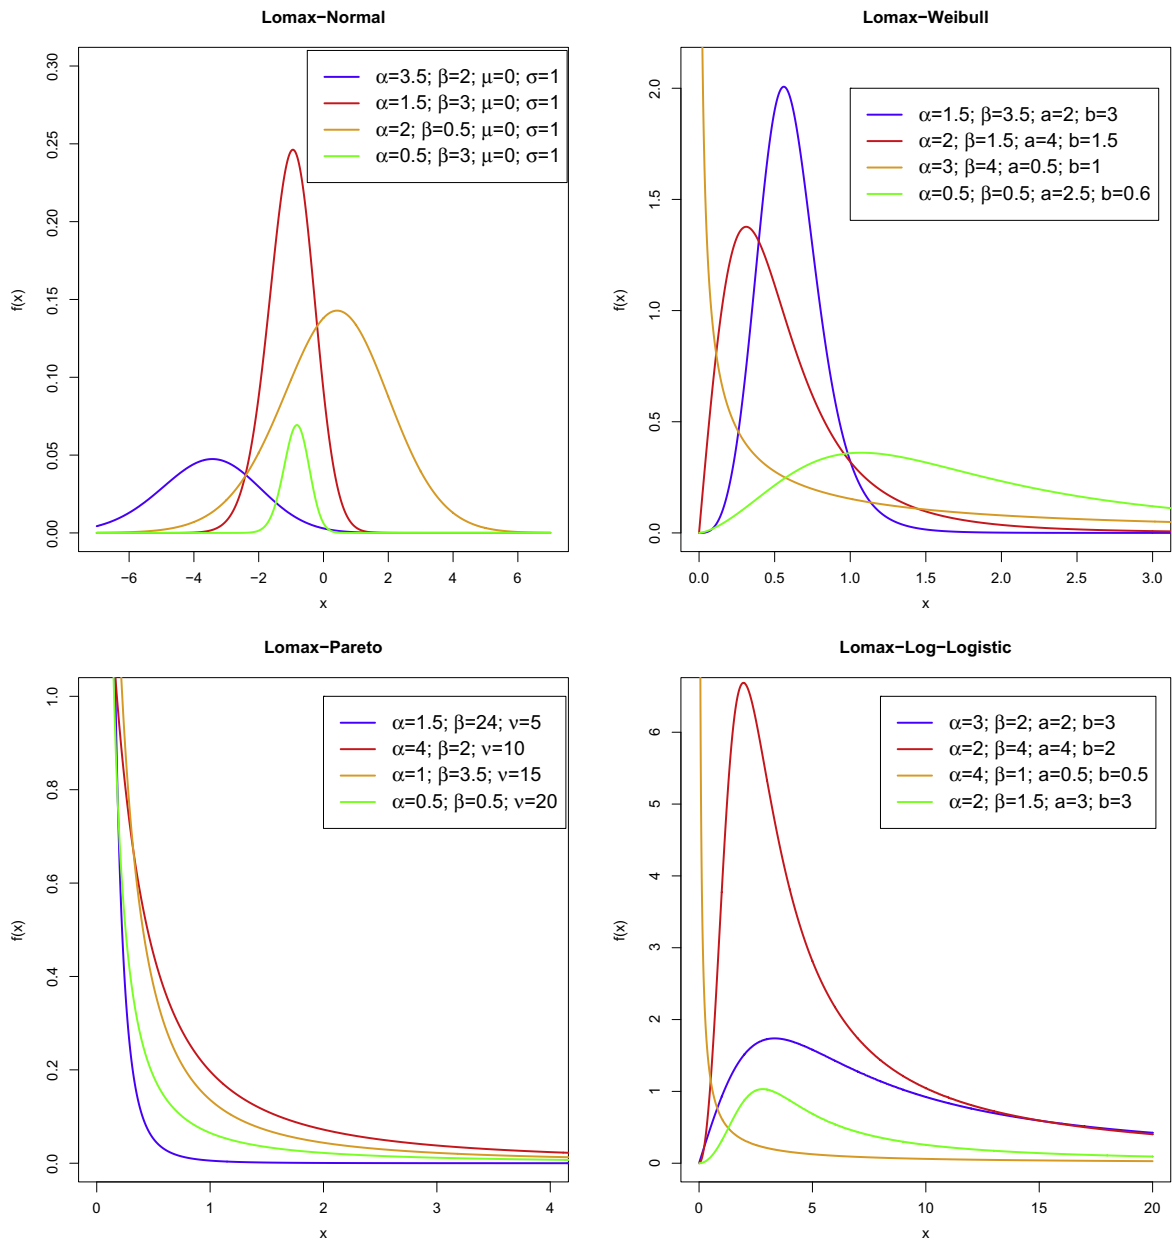 Lomax−Normal
0.30
0.25
0.20
0.15
0.10
0.05
0.00
f(x)
α=3.5; β=2; μ=0; σ=1
α=1.5; β=3; μ=0; σ=1
α=2; β=0.5; μ=0; σ=1
α=0.5; β=3; μ=0; σ=1
−6 −4 −2 0 2 4 6
x
Lomax−Weibull
2.0
1.5
1.0
0.5
0.0
f(x)
α=1.5; β=3.5; a=2; b=3
α=2; β=1.5; a=4; b=1.5
α=3; β=4; a=0.5; b=1
α=0.5; β=0.5; a=2.5; b=0.6
0.0 0.5 1.0 1.5 2.0 2.5 3.0
x
Lomax−Pareto
1.0
0.8
0.6
0.4
0.2
0.0
f(x)
α=1.5; β=24; ν=5
α=4; β=2; ν=10
α=1; β=3.5; ν=15
α=0.5; β=0.5; ν=20
0 1 2 3 4
x
Lomax−Log−Logistic
6
5
4
3
2
1
0
f(x)
α=3; β=2; a=2; b=3
α=2; β=4; a=4; b=2
α=4; β=1; a=0.5; b=0.5
α=2; β=1.5; a=3; b=3
0 5 10 15 20
x